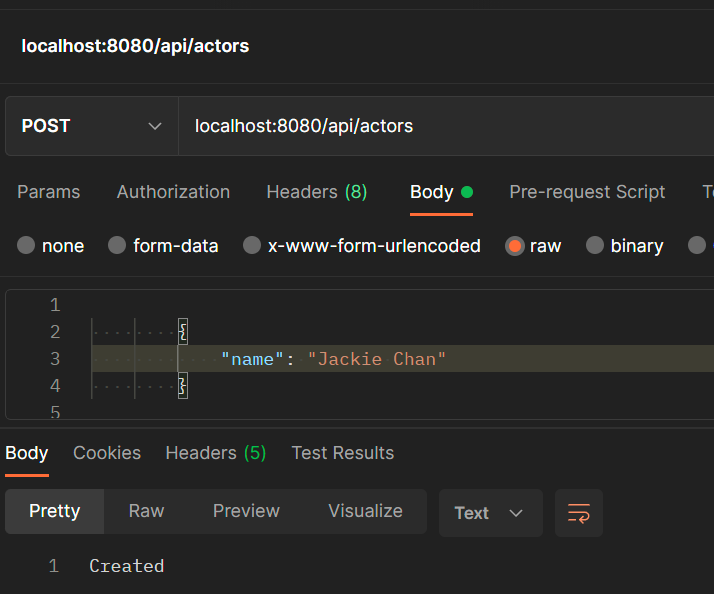 localhost:8080/api/actors
POST localhost:8080/api/actors
Params Authorization Headers (8) Body Pre-request Script
none form-data x-www-form-urlencoded raw binary
1
2 {
3 "name": "Jackie Chan"
4 }
5
Body Cookies Headers (5) Test Results
Pretty Raw Preview Visualize Text
1 Created